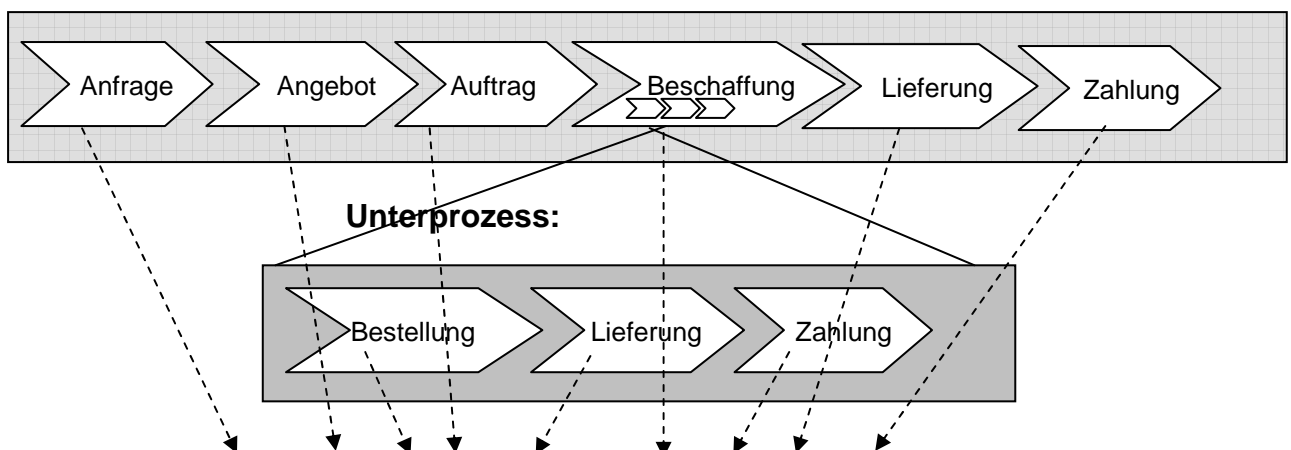 Anfrage Angebot Auftrag Beschaffung Lieferung Zahlung
Unterprozess:
Bestellung Lieferung Zahlung